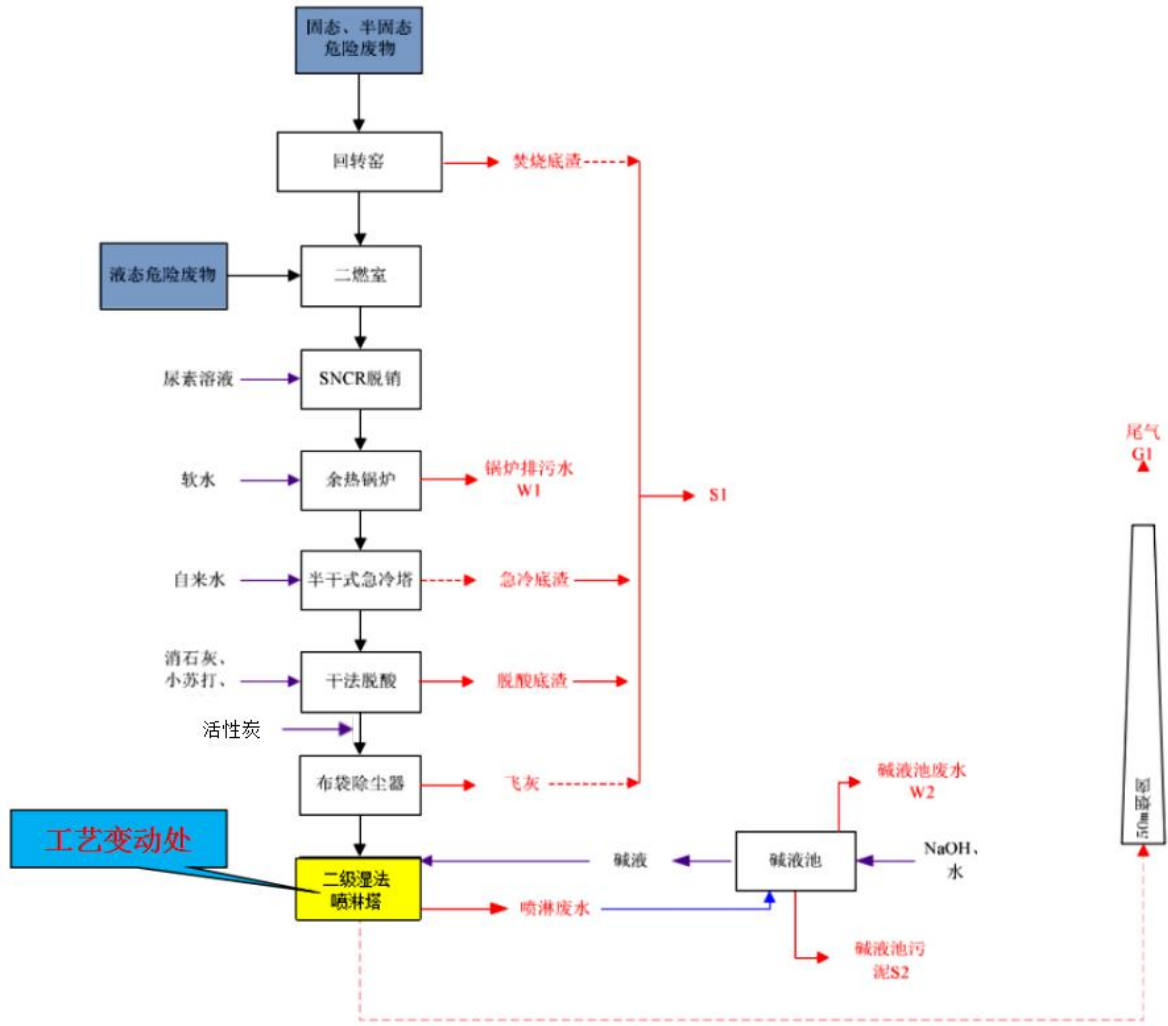 固态、半固态
危险废物
回转窑
焚烧底渣
液态危险废物
二燃室
尿素溶液
SNCR脱销
尾气
G1
软水
余热锅炉
锅炉排污水
W1
S1
自来水
半干式急冷塔
急冷底渣
消石灰、
小苏打、
干法脱酸
脱酸底渣
活性炭
布袋除尘器
飞灰
碱液池废水
W2
50m烟囱
工艺变动处
二级湿法
喷淋塔
碱液
碱液池
NaOH、
水
喷淋废水
碱液池污
泥S2